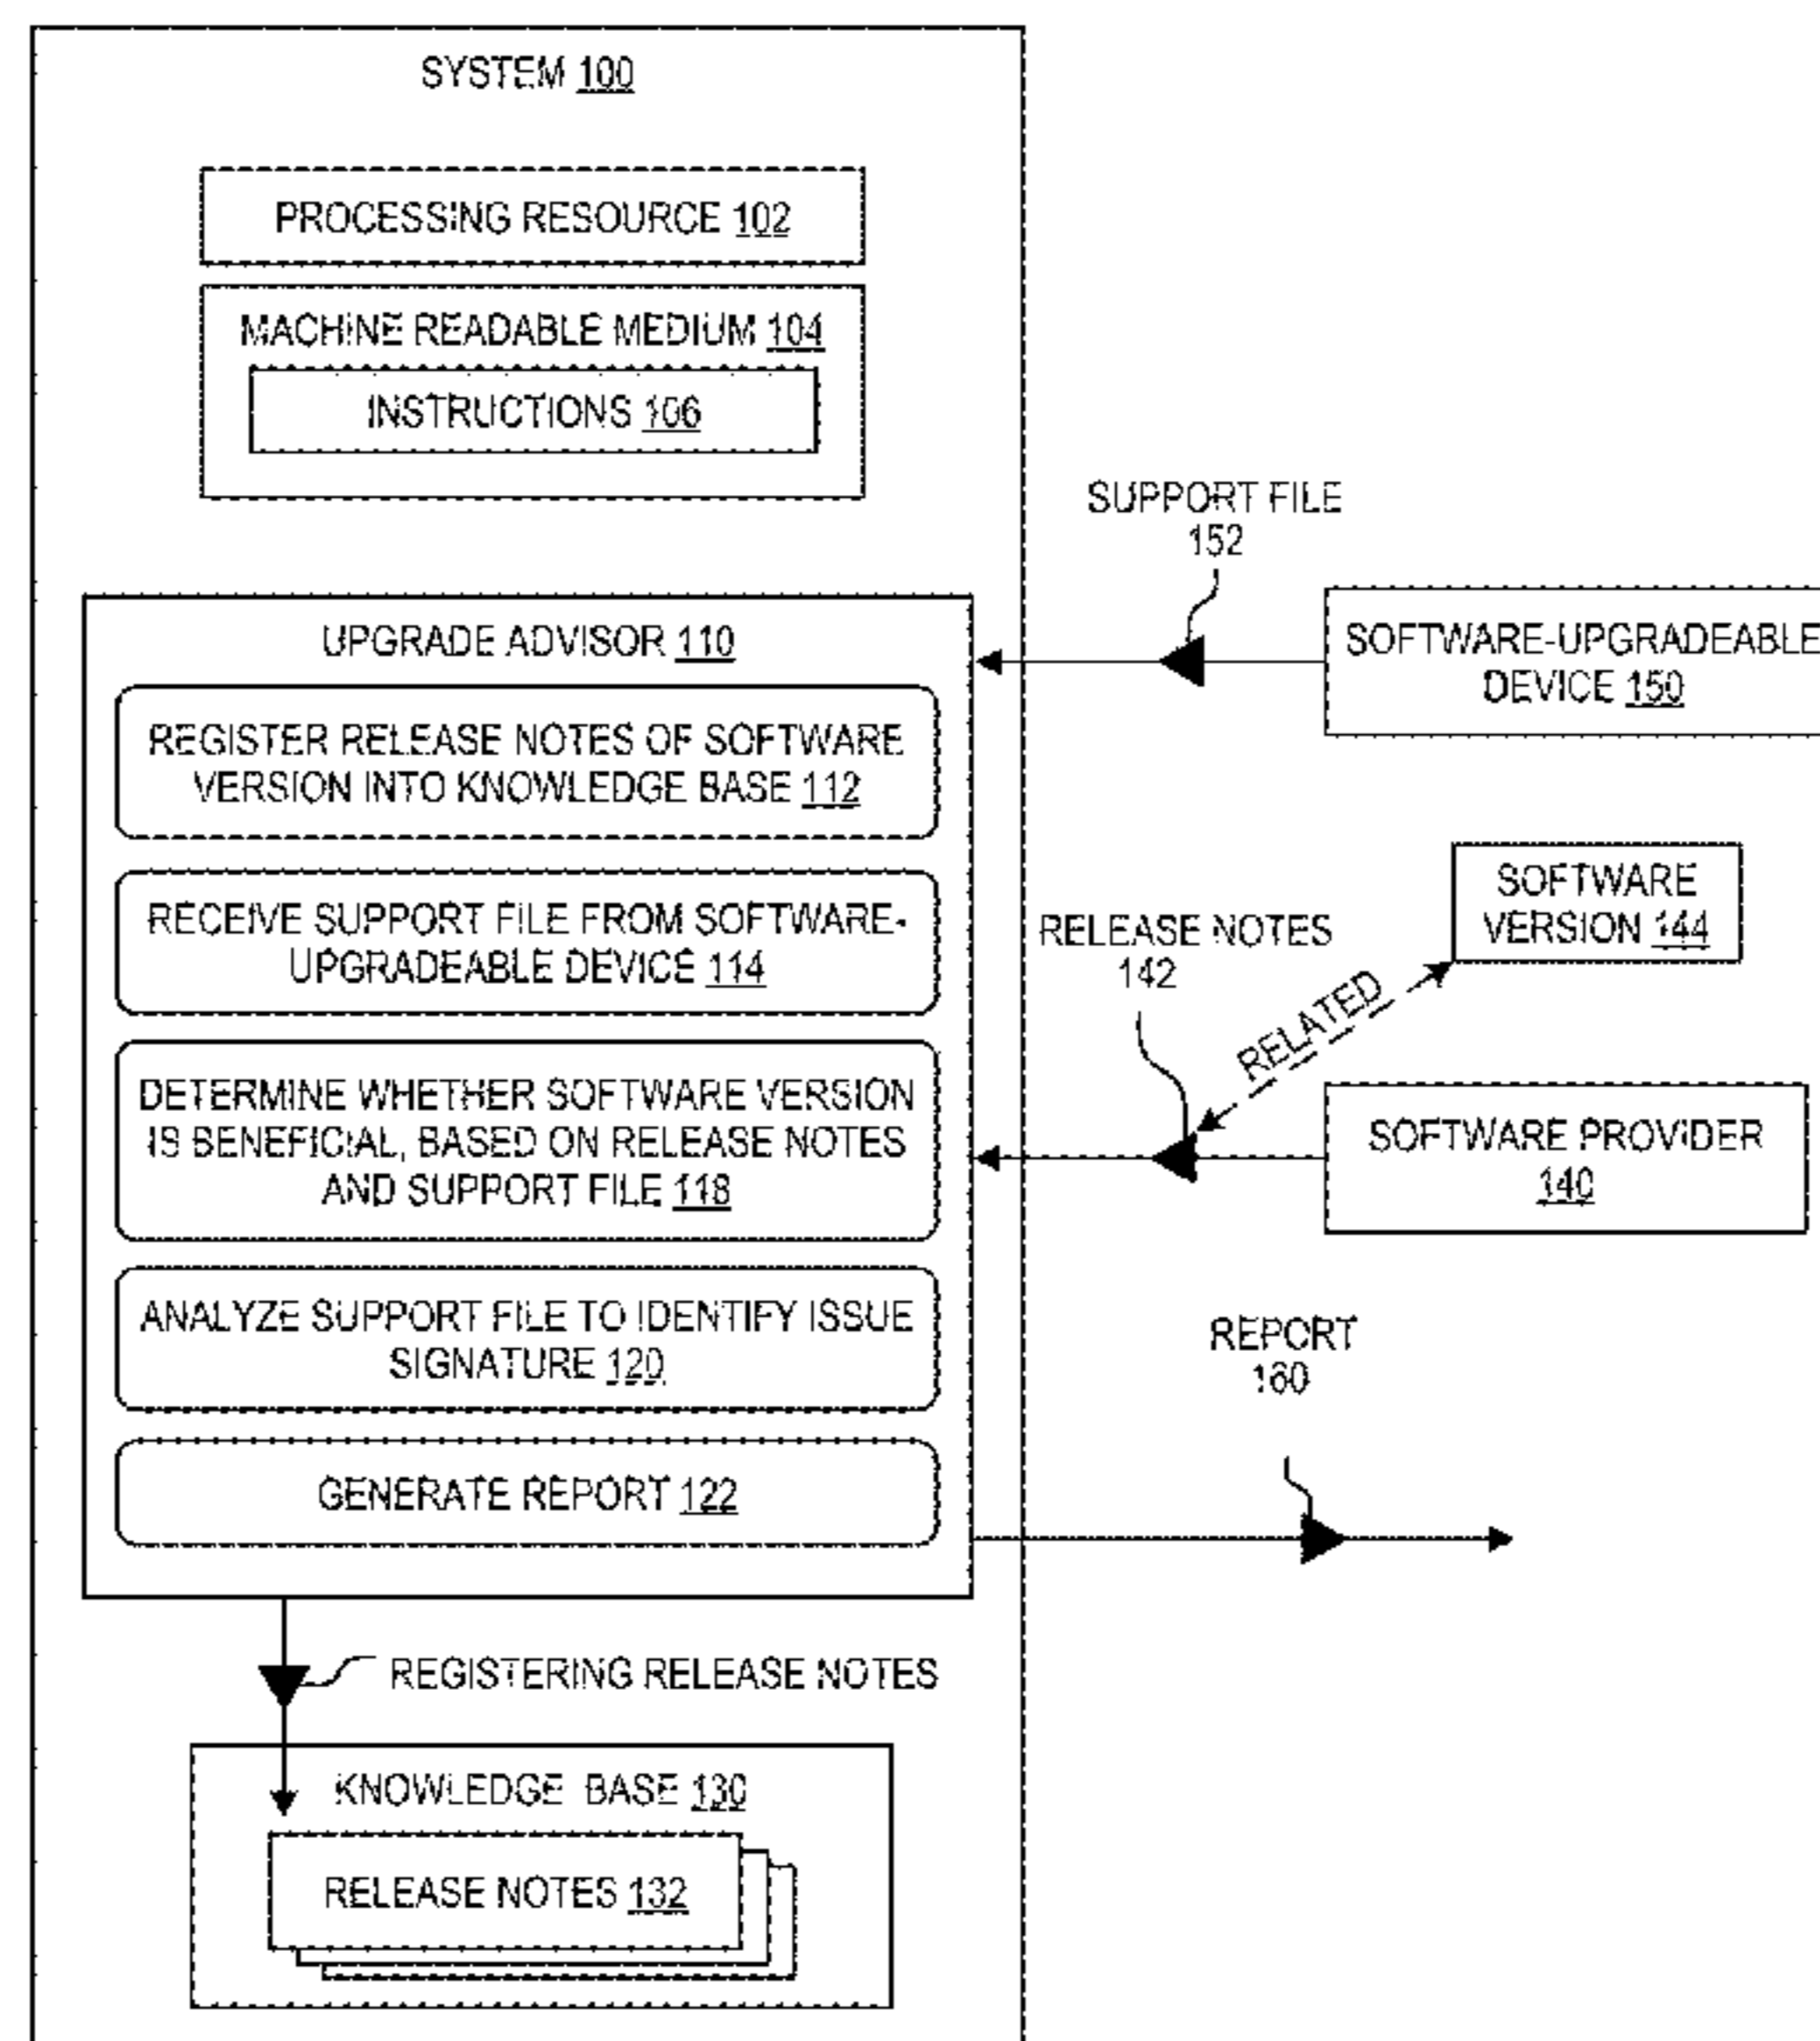 SYSTEM 100
PROCESSING RESOURCE 102
MACHINE READABLE MEDIUM 104
INSTRUCTIONS 106
SUPPORT FILE
152
SOFTWARE-UPGRADEABLE
DEVICE 150
UPGRADE ADVISOR 110
REGISTER RELEASE NOTES OF SOFTWARE
VERSION INTO KNOWLEDGE BASE 112
RECEIVE SUPPORT FILE FROM SOFTWARE-
UPGRADEABLE DEVICE 114
DETERMINE WHETHER SOFTWARE VERSION
IS BENEFICIAL, BASED ON RELEASE NOTES
AND SUPPORT FILE 118
ANALYZE SUPPORT FILE TO IDENTIFY ISSUE
SIGNATURE 120
GENERATE REPORT 122
RELEASE NOTES
142
SOFTWARE
VERSION 144
RELATED
SOFTWARE PROVIDER
140
REPORT
160
REGISTERING RELEASE NOTES
KNOWLEDGE BASE 130
RELEASE NOTES 132